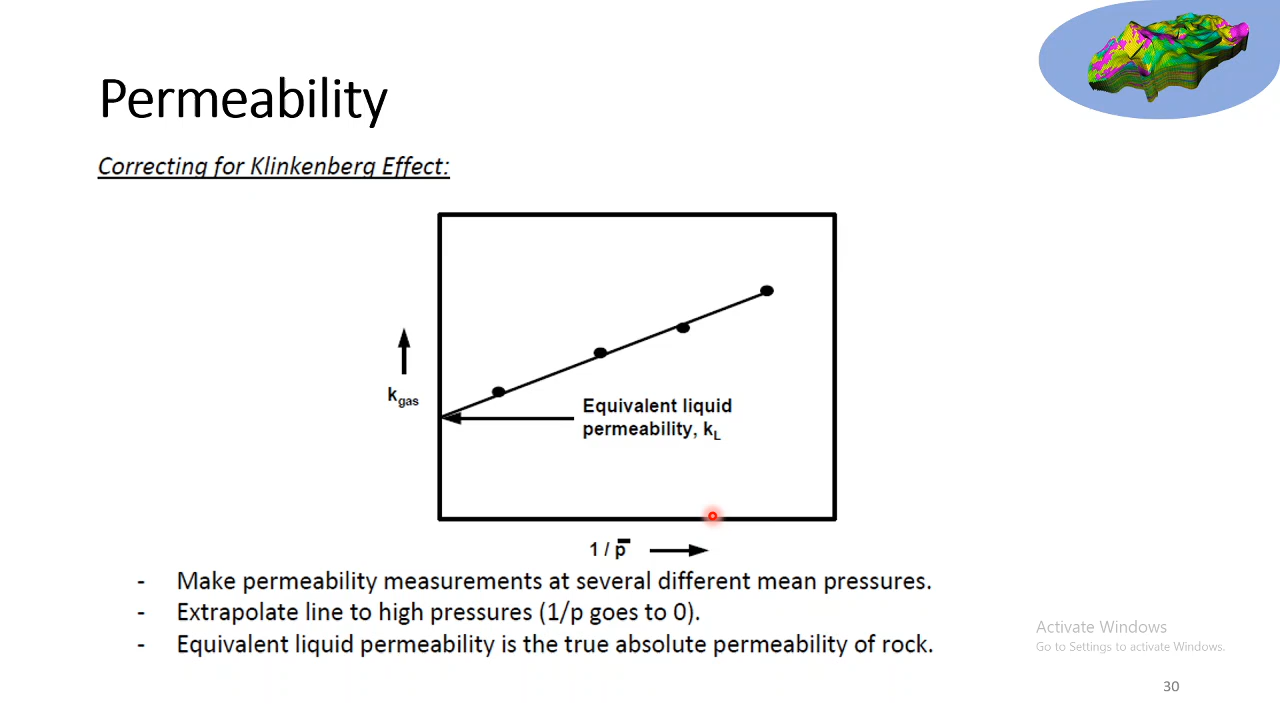 Permeability
Correcting for Klinkenberg Effect:
kgas
Equivalent liquid
permeability, kL
1 / p̅
- Make permeability measurements at several different mean pressures.
- Extrapolate line to high pressures (1/p goes to 0).
- Equivalent liquid permeability is the true absolute permeability of rock.
Activate Windows
Go to Settings to activate Windows.
30